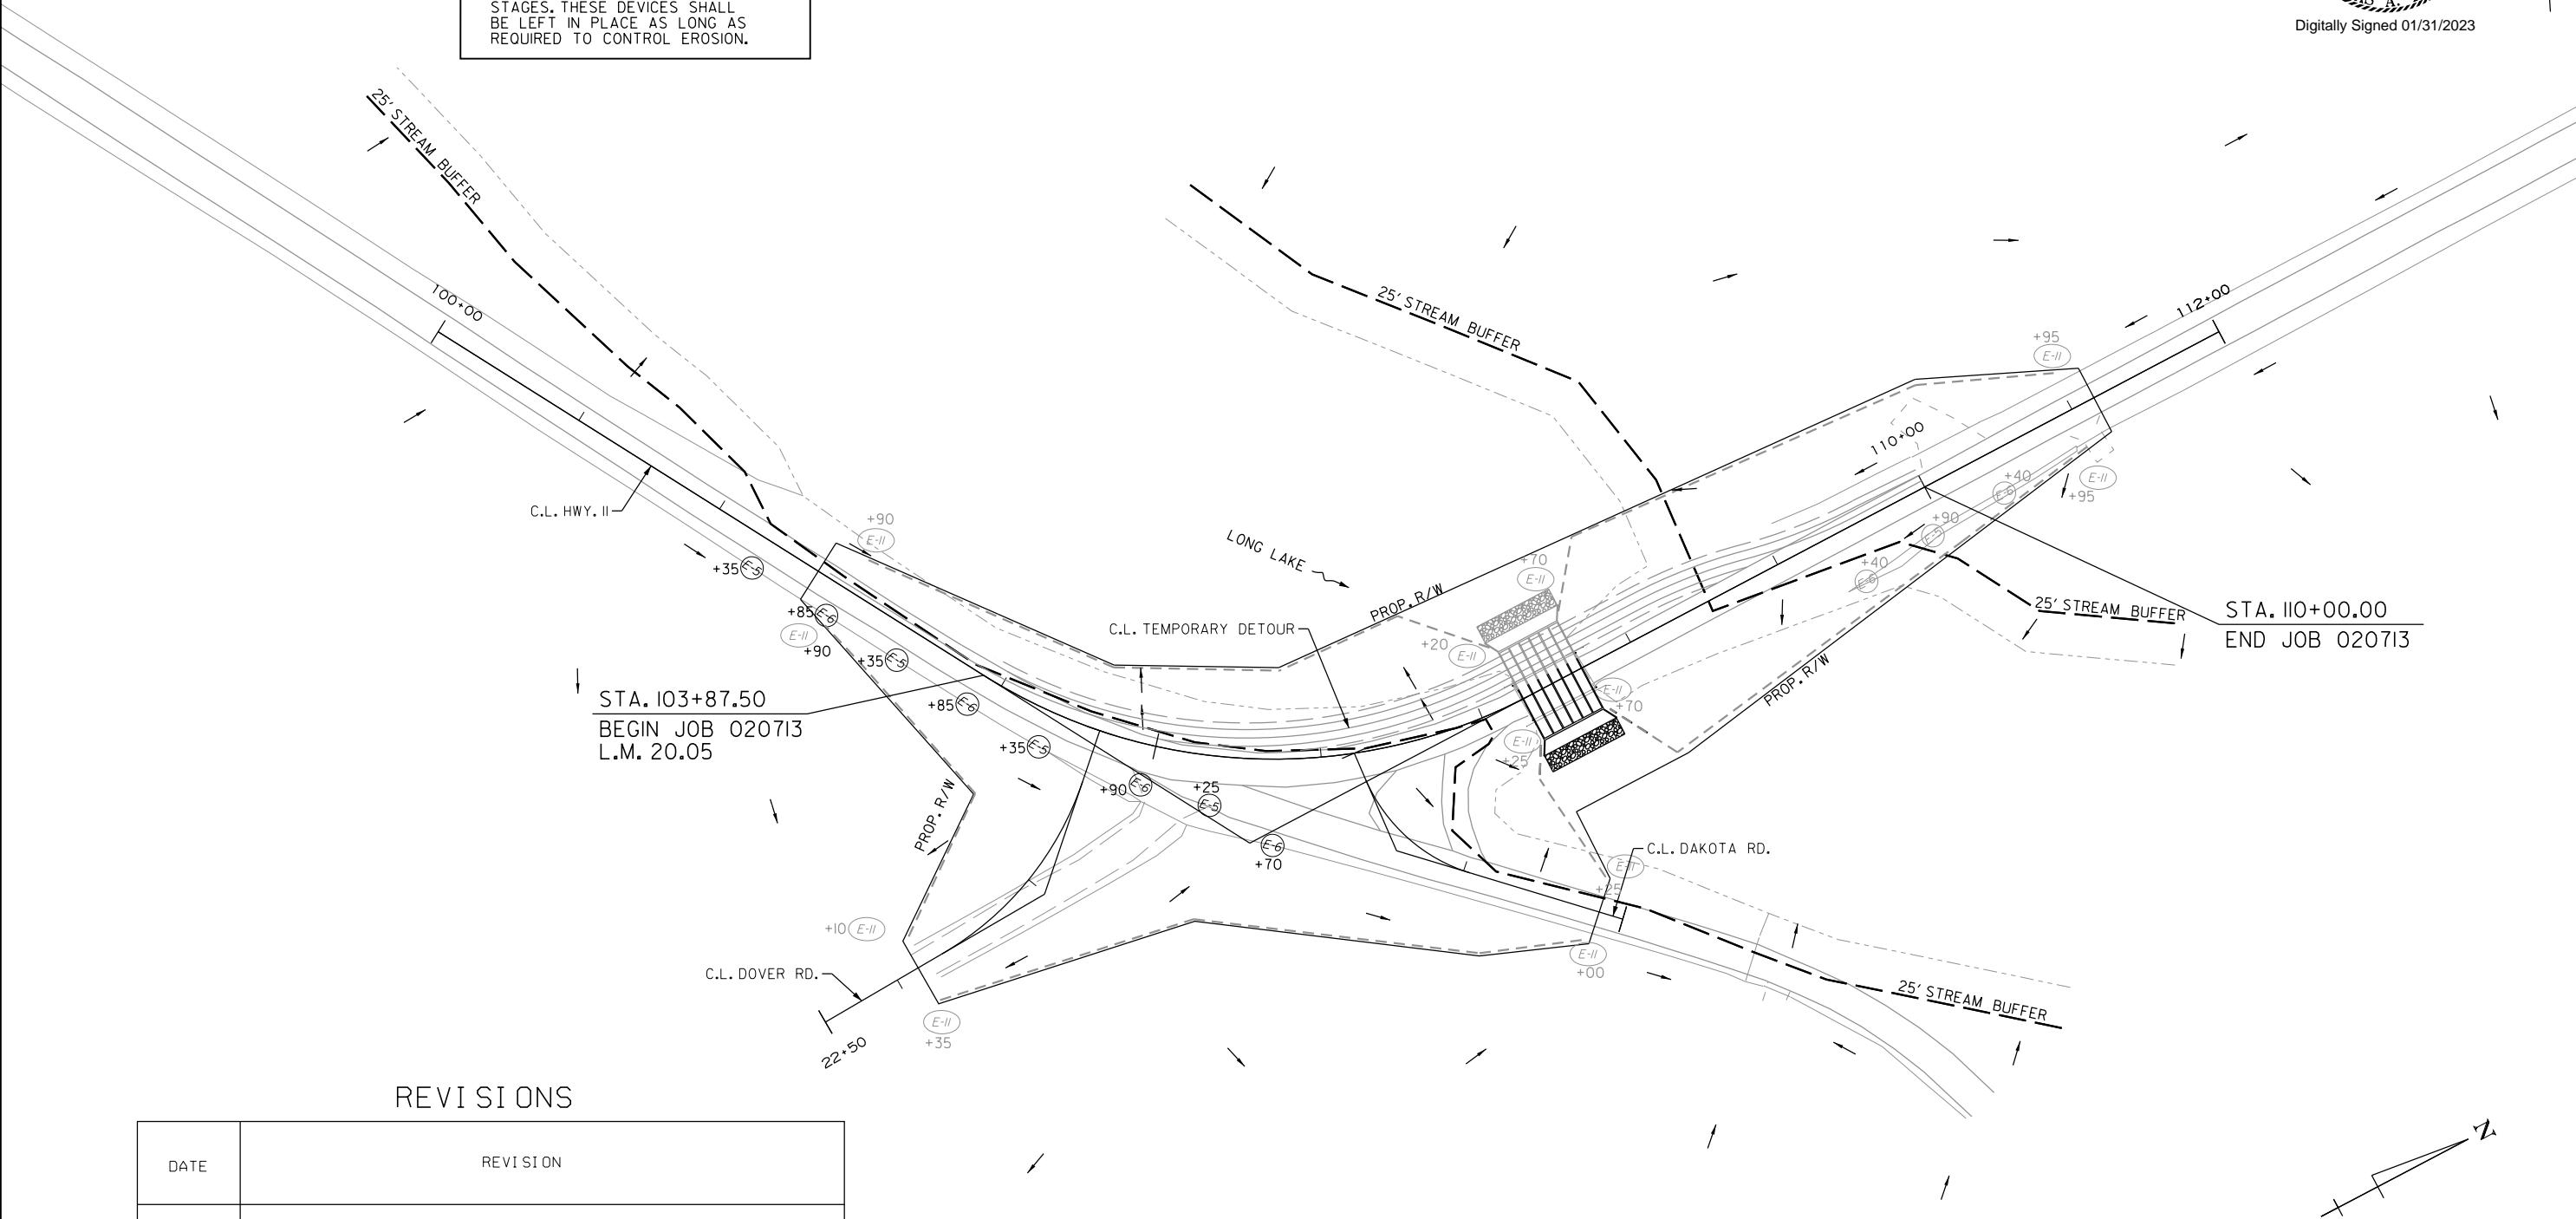 STAGES. THESE DEVICES SHALL
BE LEFT IN PLACE AS LONG AS
REQUIRED TO CONTROL EROSION.
Digitally Signed 01/31/2023
25' STREAM BUFFER
100+00
C.L. HWY. 11
25' STREAM BUFFER
112+00
+95
E-11
110+00
+40
E-6
E-11
+95
+90
E-5
+40
E-6
25' STREAM BUFFER
STA. 110+00.00
END JOB 020713
+90
E-11
LONG LAKE
PROP. R/W
+70
E-11
C.L. TEMPORARY DETOUR
+20
E-11
E-11
+70
PROP. R/W
E-11
+25
+35
E-5
+85
E-6
E-11
+90
+35
E-5
+85
E-6
+35
E-5
+90
E-6
+25
E-5
E-6
+70
STA. 103+87.50
BEGIN JOB 020713
L.M. 20.05
PROP. R/W
C.L. DAKOTA RD.
E-11
+25
+10
E-11
E-11
+00
C.L. DOVER RD.
25' STREAM BUFFER
22+50
E-11
+35
REVISIONS
DATE
REVISION
N